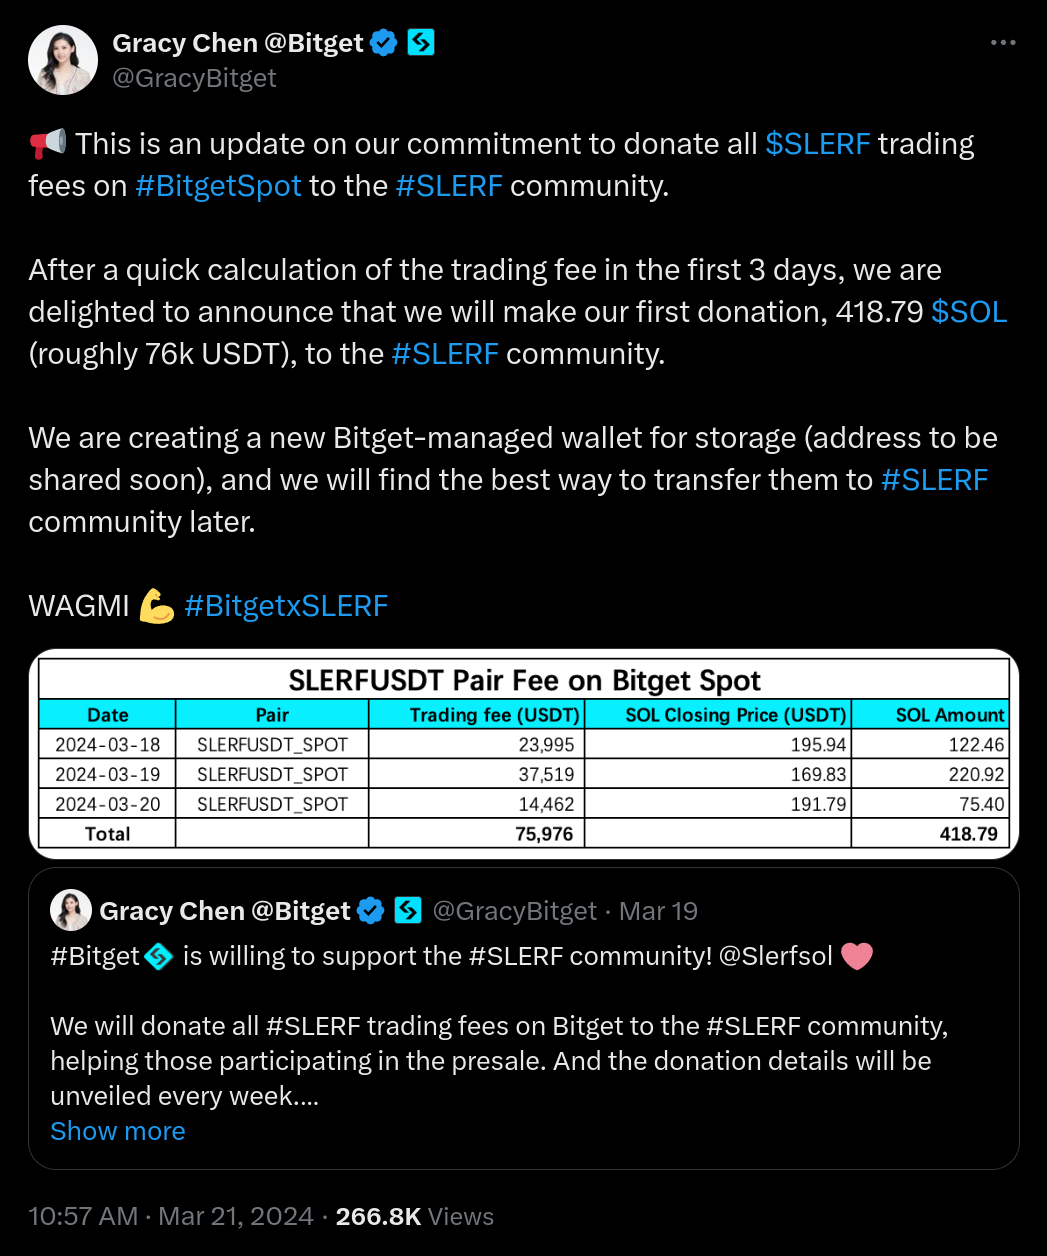 Gracy Chen @Bitget
@GracyBitget
📢 This is an update on our commitment to donate all $SLERF trading
fees on #BitgetSpot to the #SLERF community.
After a quick calculation of the trading fee in the first 3 days, we are
delighted to announce that we will make our first donation, 418.79 $SOL
(roughly 76k USDT), to the #SLERF community.
We are creating a new Bitget-managed wallet for storage (address to be
shared soon), and we will find the best way to transfer them to #SLERF
community later.
WAGMI 💪 #BitgetxSLERF
SLERFUSDT Pair Fee on Bitget Spot
Date Pair Trading fee (USDT) SOL Closing Price (USDT) SOL Amount
2024-03-18 SLERFUSDT_SPOT 23,995 195.94 122.46
2024-03-19 SLERFUSDT_SPOT 37,519 169.83 220.92
2024-03-20 SLERFUSDT_SPOT 14,462 191.79 75.40
Total 75,976 418.79
Gracy Chen @Bitget @GracyBitget · Mar 19
#Bitget is willing to support the #SLERF community! @Slerfsol 🩷
We will donate all #SLERF trading fees on Bitget to the #SLERF community,
helping those participating in the presale. And the donation details will be
unveiled every week.…
Show more
10:57 AM · Mar 21, 2024 · 266.8K Views